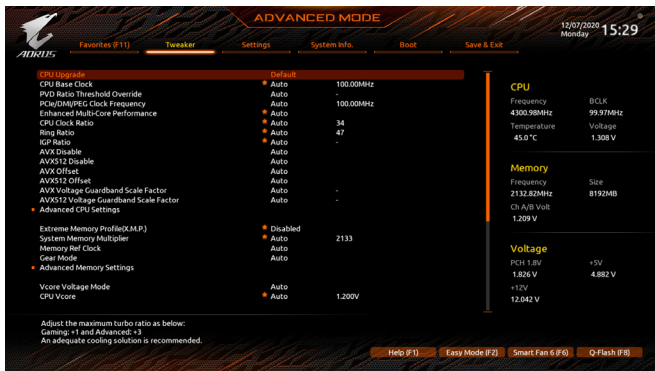 ADVANCED MODE
12/07/2020 Monday 15:29
AORUS
Favorites (F11) Tweaker Settings System Info. Boot Save & Exit
CPU Upgrade Default
CPU Base Clock * Auto 100.00MHz
PVD Ratio Threshold Override Auto -
PCIe/DMI/PEG Clock Frequency Auto 100.00MHz
Enhanced Multi-Core Performance * Auto
CPU Clock Ratio * Auto 34
Ring Ratio * Auto 47
IGP Ratio * Auto -
AVX Disable Auto
AVX512 Disable Auto
AVX Offset Auto
AVX512 Offset Auto
AVX Voltage Guardband Scale Factor Auto -
AVX512 Voltage Guardband Scale Factor Auto -
Advanced CPU Settings
Extreme Memory Profile(X.M.P.) * Disabled
System Memory Multiplier * Auto 2133
Memory Ref Clock Auto
Gear Mode Auto
Advanced Memory Settings
Vcore Voltage Mode Auto
CPU Vcore * Auto 1.200V
CPU
Frequency BCLK
4300.98MHz 99.97MHz
Temperature Voltage
45.0 °C 1.308 V
Memory
Frequency Size
2132.82MHz 8192MB
Ch A/B Volt
1.209 V
Voltage
PCH 1.8V +5V
1.826 V 4.882 V
+12V
12.042 V
Adjust the maximum turbo ratio as below:
Gaming: +1 and Advanced: +3
An adequate cooling solution is recommended.
Help (F1) Easy Mode (F2) Smart Fan 6 (F6) Q-Flash (F8)